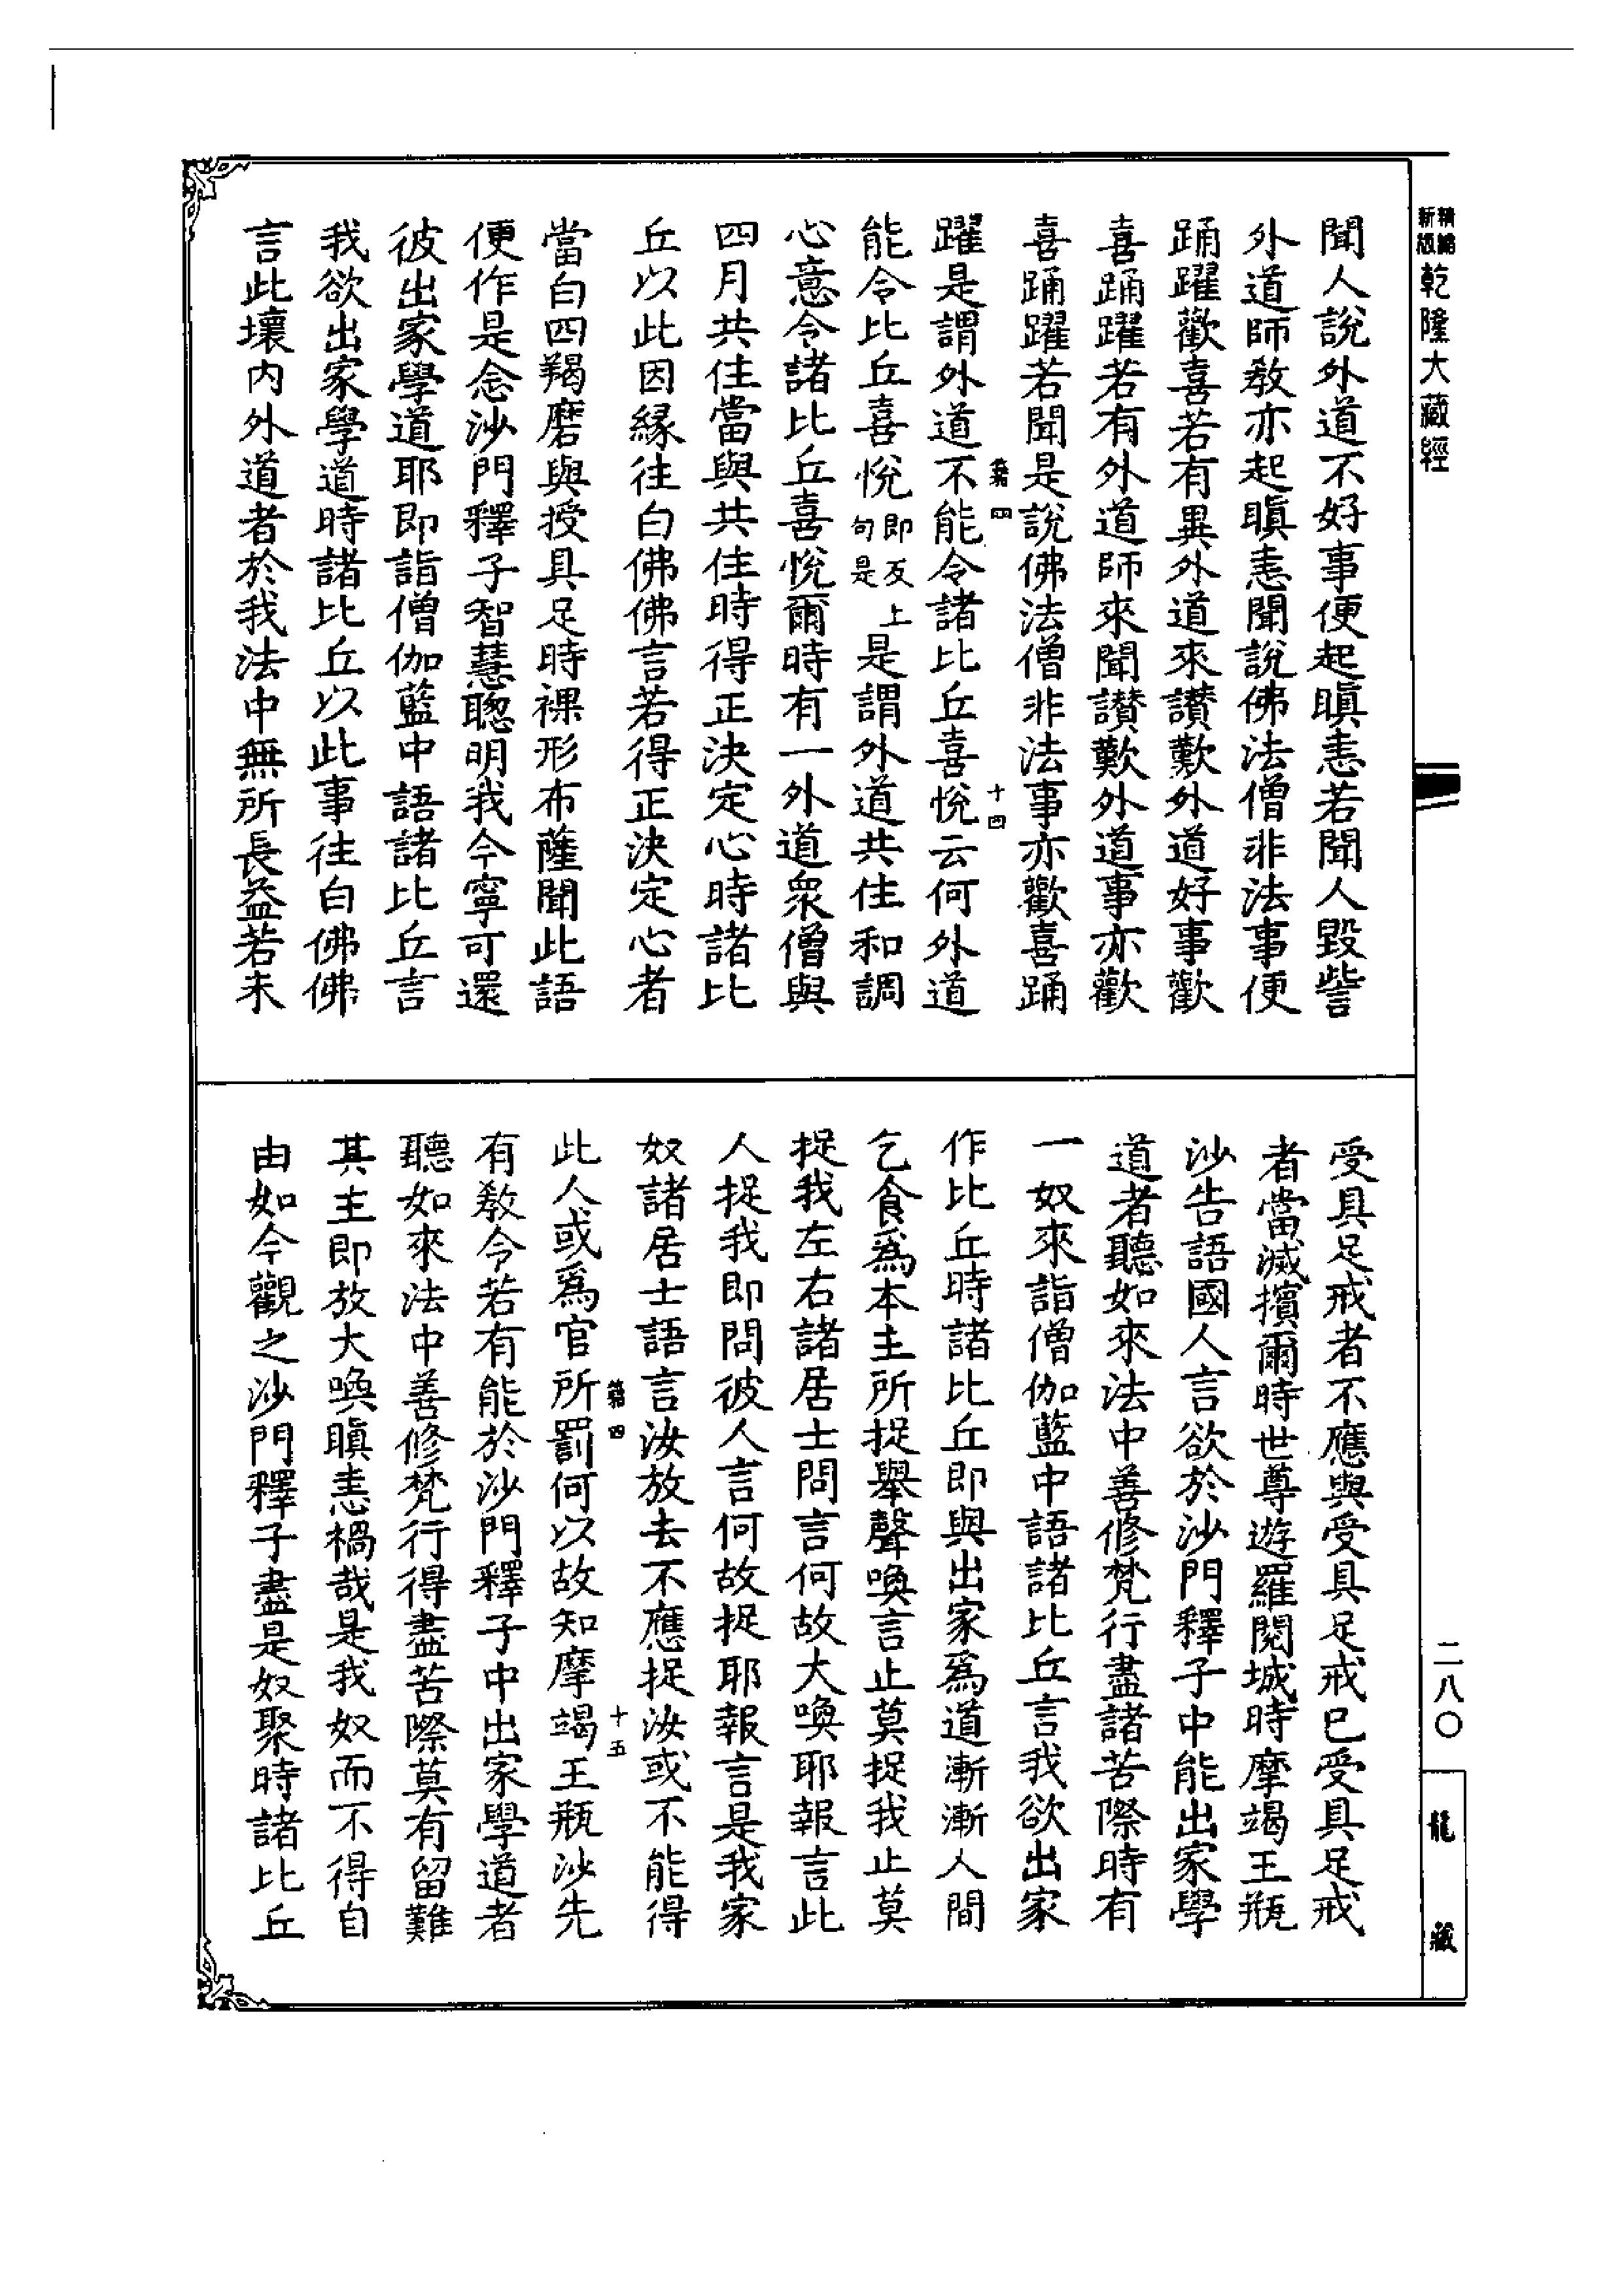 精縮新版乾隆大藏經
聞人說外道不好事便起瞋恚若聞人毀訾
外道師教亦起瞋恚聞說佛法僧非法事便
踊躍歡喜若有異外道來讃歎外道好事歡
喜踊躍若有外道師來聞讃歎外道事亦歡
喜踊躍若聞是說佛法僧非法事亦歡喜踊
籍四 十四
躍是謂外道不能令諸比丘喜悅云何外道
能令比丘喜悅即反上句是是謂外道共住和調
心意令諸比丘喜悅爾時有一外道衆僧與
四月共住當與共住時得正決定心時諸比
丘以此因緣往白佛佛言若得正決定心者
當白四羯磨與授具足時裸形布薩聞此語
便作是念沙門釋子智慧聰明我今寧可還
彼出家學道耶即詣僧伽藍中語諸比丘言
我欲出家學道時諸比丘以此事往白佛佛
言此壞內外道者於我法中無所長益若未
受具足戒者不應與受具足戒已受具足戒
者當滅擯爾時世尊遊羅閱城時摩竭王瓶
沙告語國人言欲於沙門釋子中能出家學
道者聽如來法中善修梵行盡諸苦際時有
一奴來詣僧伽藍中語諸比丘言我欲出家
作比丘時諸比丘即與出家爲道漸漸人間
乞食爲本主所捉舉聲喚言止莫捉我止莫
捉我左右諸居士問言何故大喚耶報言此
人捉我即問彼人言何故捉耶報言是我家
奴諸居士語言汝放去不應捉汝或不能得
籍四 十五
此人或爲官所罰何以故知摩竭王瓶沙先
有教令若有能於沙門釋子中出家學道者
聽如來法中善修梵行得盡苦際莫有留難
其主即放大喚瞋恚禍哉是我奴而不得自
由如今觀之沙門釋子盡是奴聚時諸比丘
二八〇
龍藏